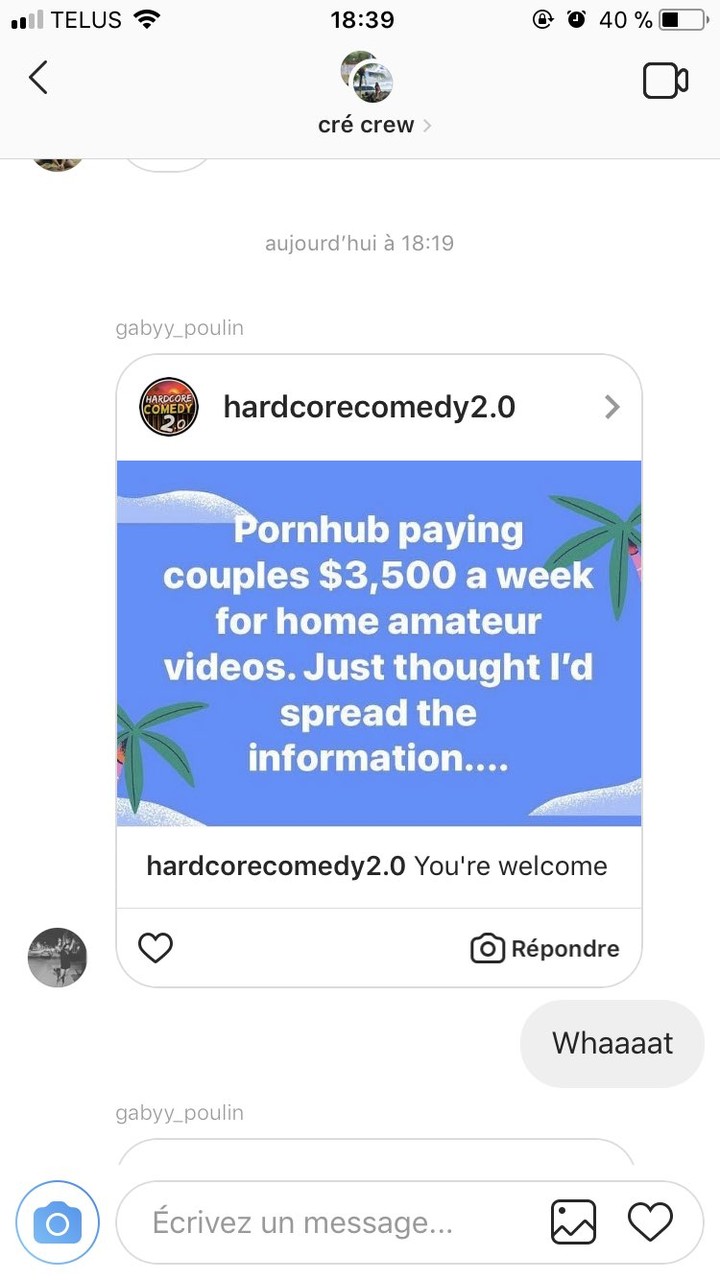 TELUS 18:39 40 %
cré crew
aujourd'hui à 18:19
gabyy_poulin
HARDCORE
COMEDY
2.0
hardcorecomedy2.0
Pornhub paying
couples $3,500 a week
for home amateur
videos. Just thought I'd
spread the
information....
hardcorecomedy2.0 You're welcome
Répondre
Whaaaat
gabyy_poulin
Écrivez un message...